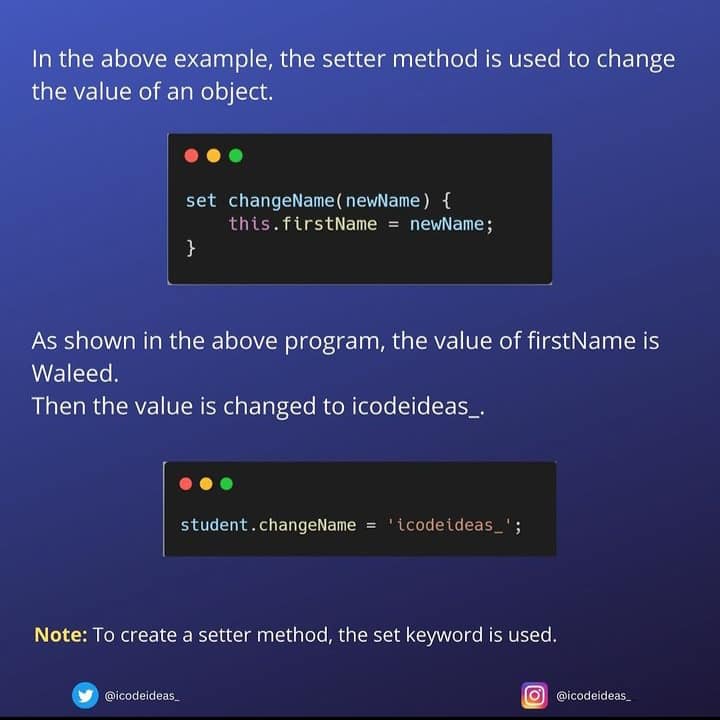 In the above example, the setter method is used to change
the value of an object.
set changeName(newName) {
    this.firstName = newName;
}
As shown in the above program, the value of firstName is
Waleed.
Then the value is changed to icodeideas_.
student.changeName = 'icodeideas_';
Note: To create a setter method, the set keyword is used.
@icodeideas_
@icodeideas_